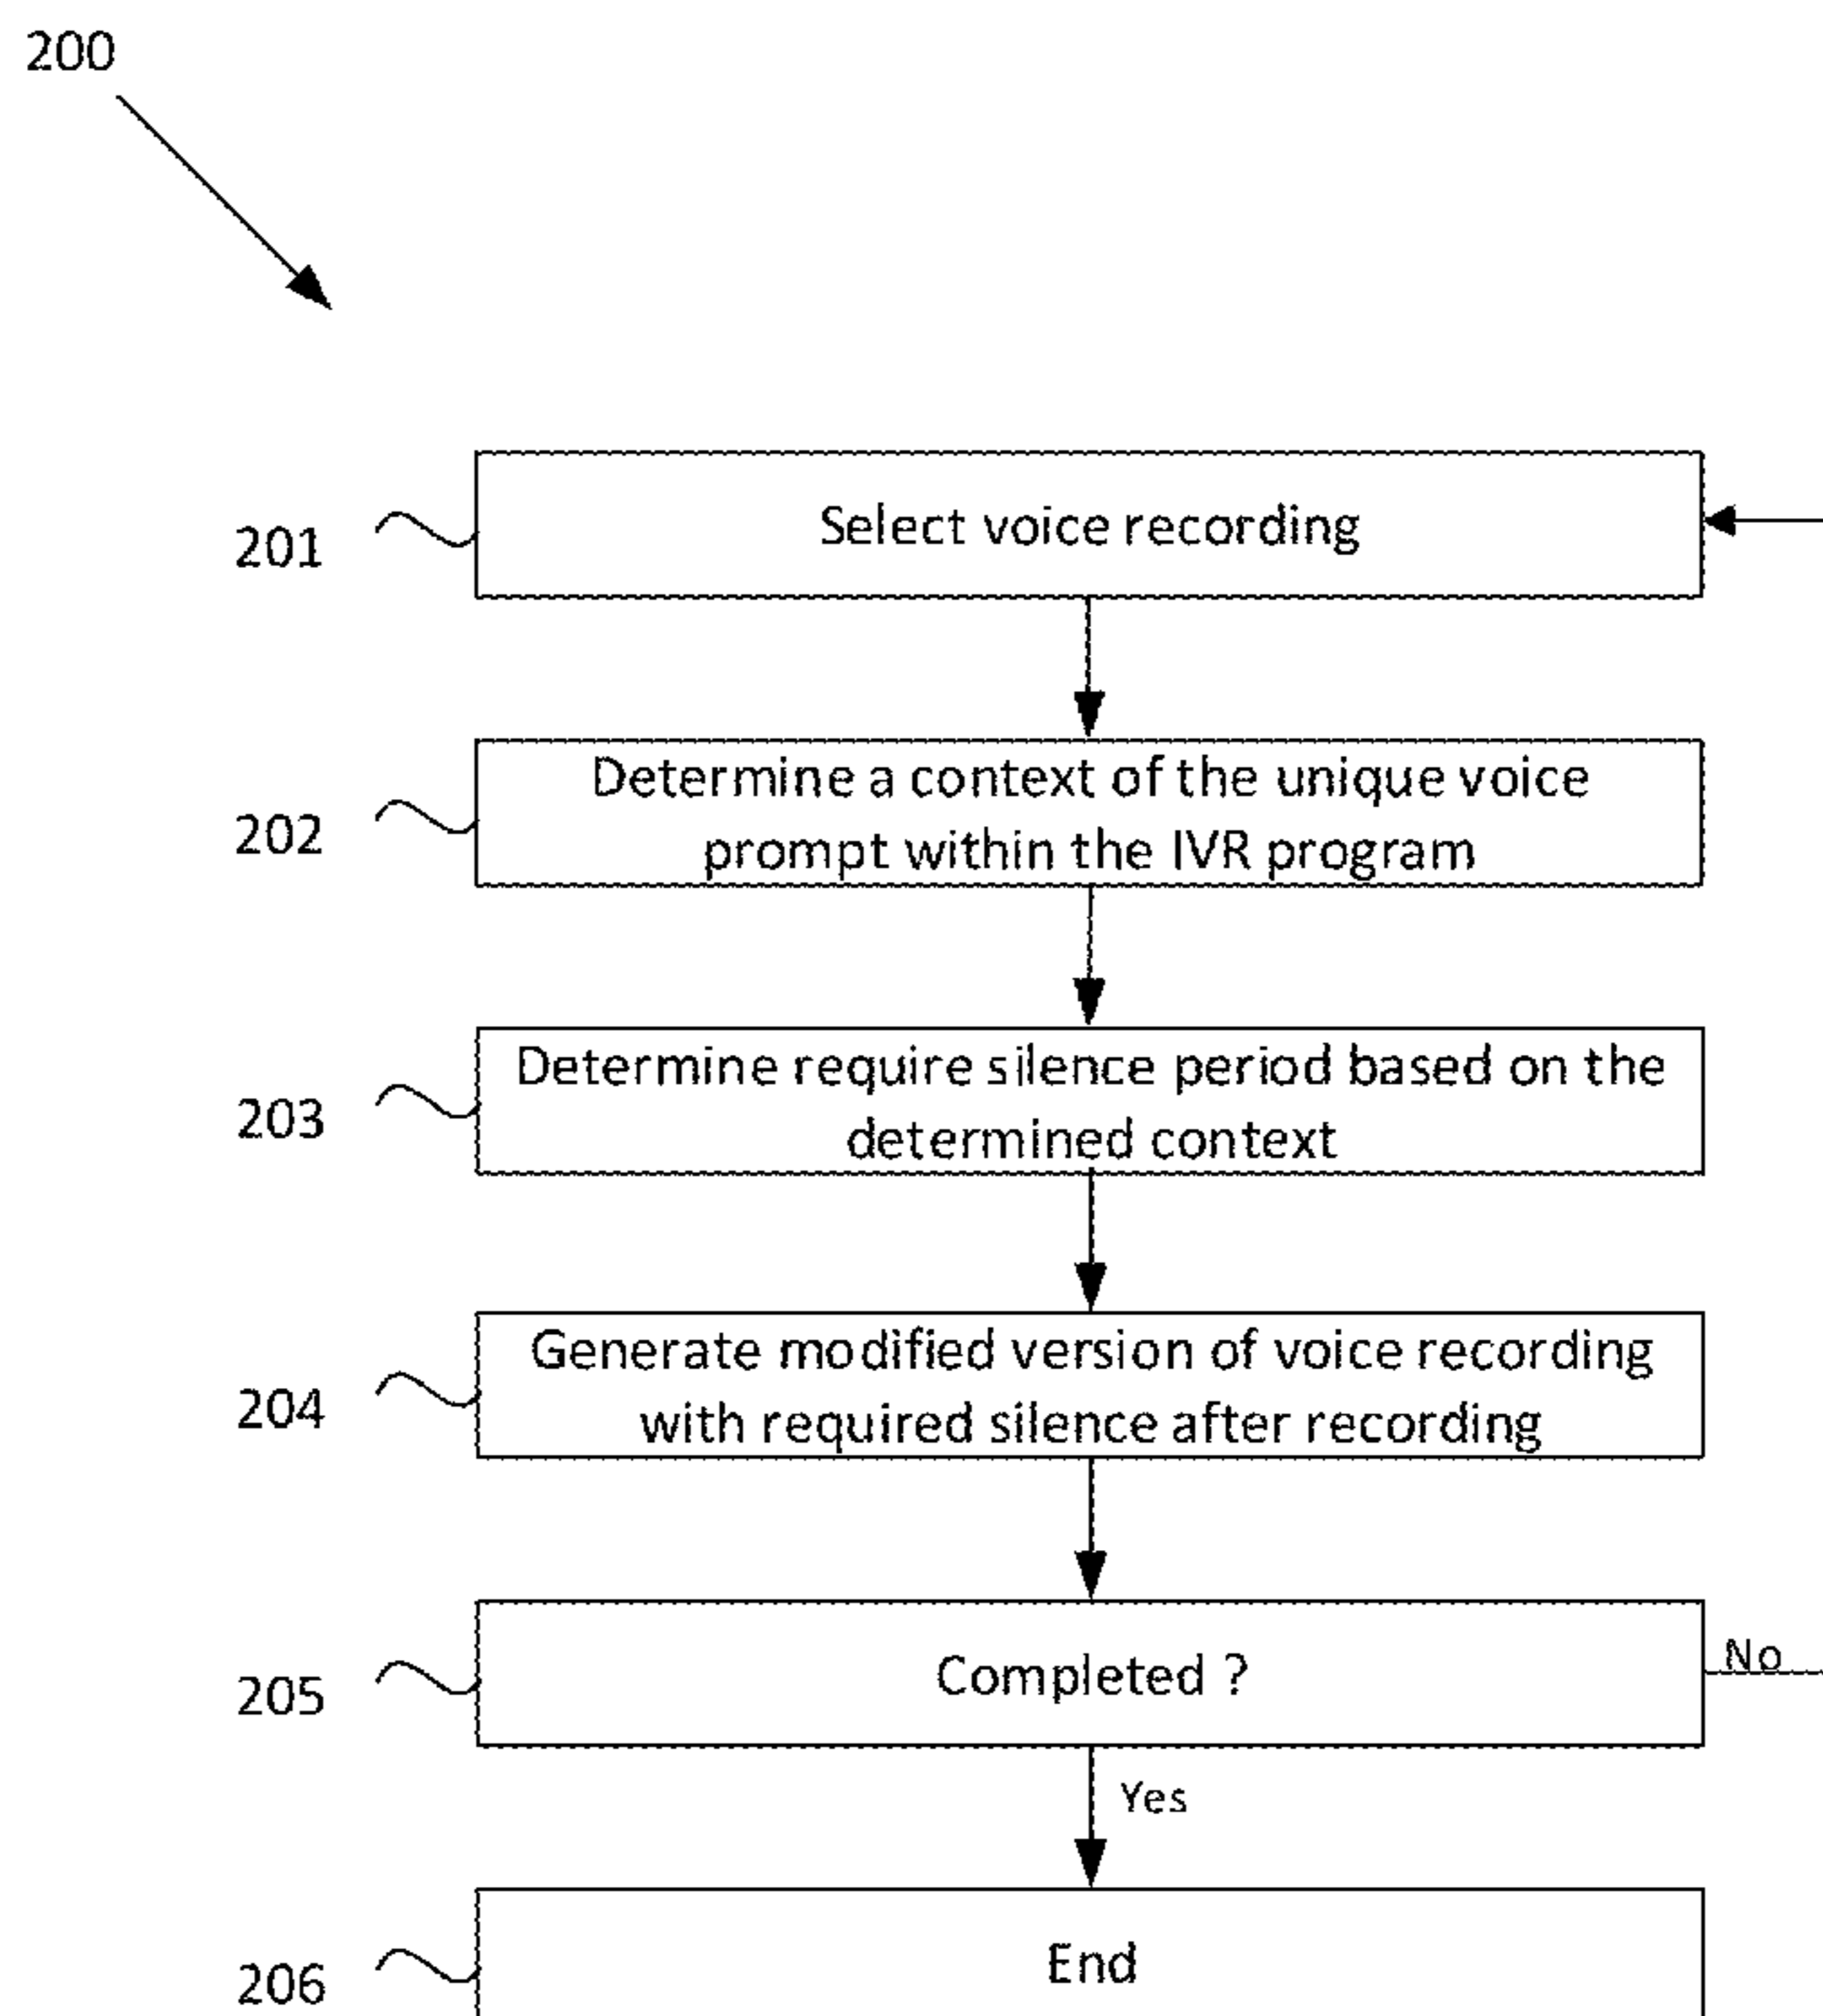 200
201
Select voice recording
202
Determine a context of the unique voice
prompt within the IVR program
203
Determine require silence period based on the
determined context
204
Generate modified version of voice recording
with required silence after recording
205
Completed ?
No
Yes
206
End